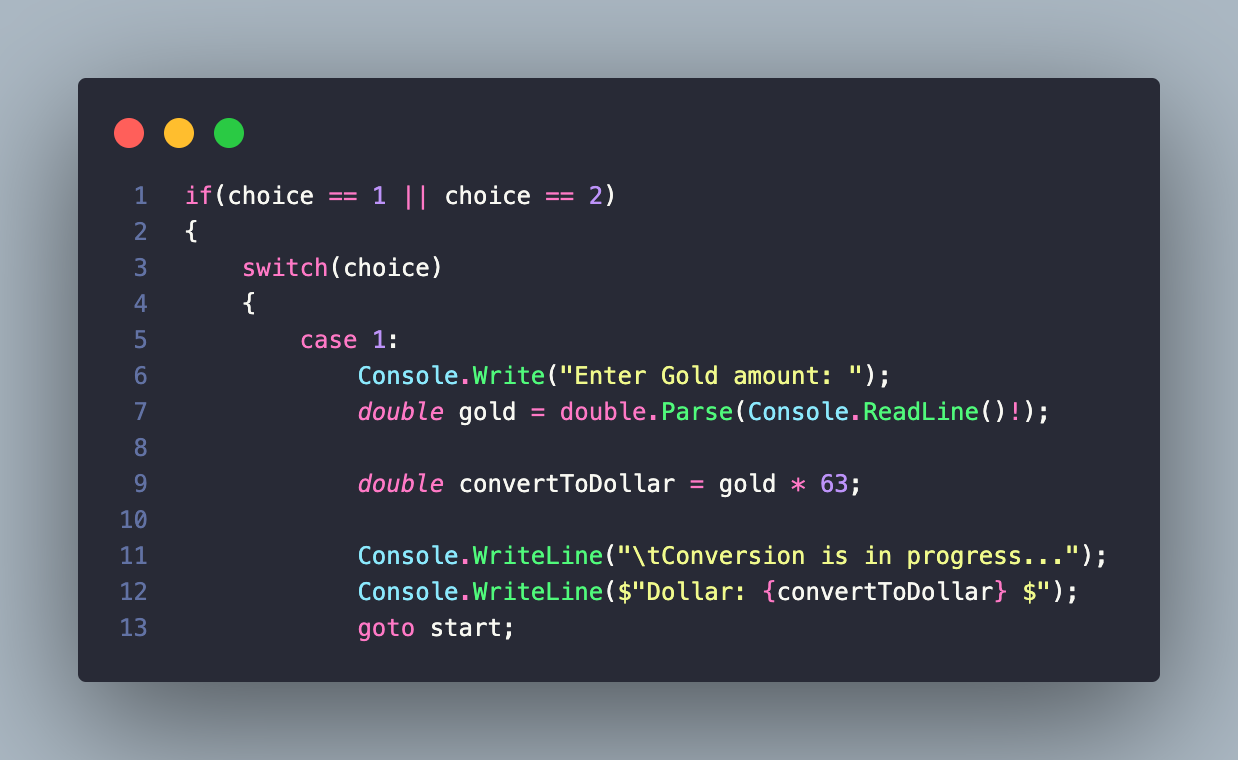 1 if(choice == 1 || choice == 2)
2 {
3     switch(choice)
4     {
5         case 1:
6             Console.Write("Enter Gold amount: ");
7             double gold = double.Parse(Console.ReadLine()!);
8
9             double convertToDollar = gold * 63;
10
11             Console.WriteLine("\tConversion is in progress...");
12             Console.WriteLine($"Dollar: {convertToDollar} $");
13             goto start;